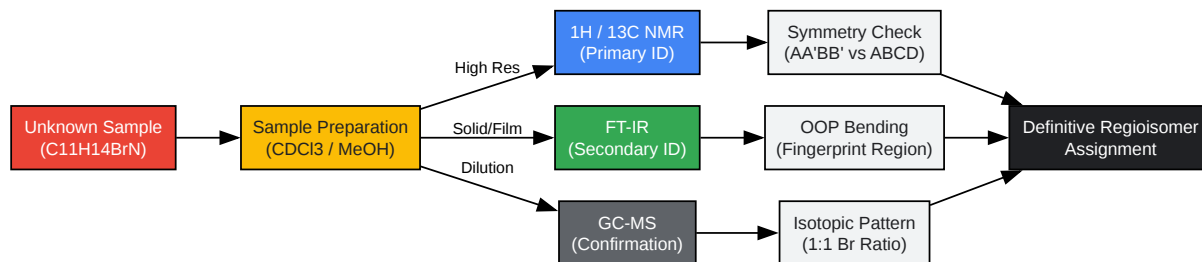 Unknown Sample
(C11H14BrN)
Sample Preparation
(CDCl3 / MeOH)
High Res
Solid/Film
Dilution
1H / 13C NMR
(Primary ID)
FT-IR
(Secondary ID)
GC-MS
(Confirmation)
Symmetry Check
(AA'BB' vs ABCD)
OOP Bending
(Fingerprint Region)
Isotopic Pattern
(1:1 Br Ratio)
Definitive Regioisomer
Assignment